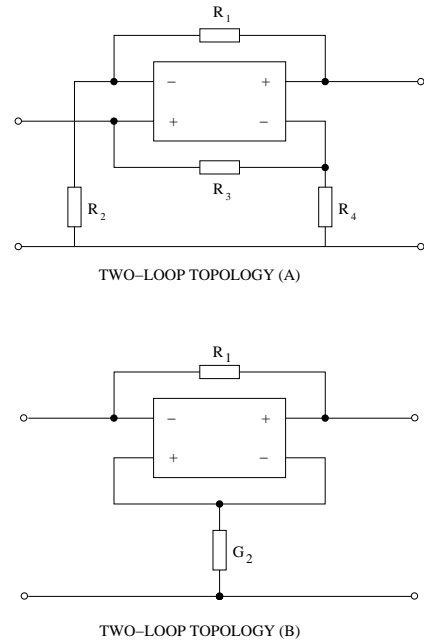 R1
− +
+ −
R3
R2 R4
TWO−LOOP TOPOLOGY (A)
R1
− +
+ −
G2
TWO−LOOP TOPOLOGY (B)